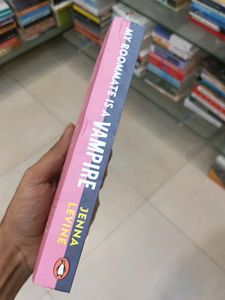 MY ROOMMATE IS A VAMPIRE
JENNA
LEVINE